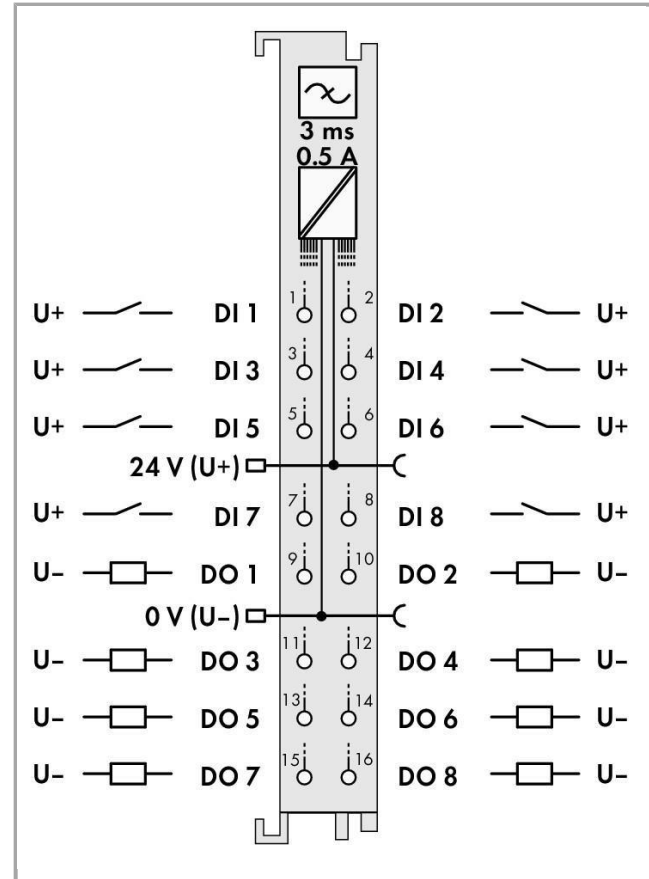 3 ms
0.5 A
U+ DI 1 1 2 DI 2 U+
U+ DI 3 3 4 DI 4 U+
U+ DI 5 5 6 DI 6 U+
24 V (U+)
U+ DI 7 7 8 DI 8 U+
U– DO 1 9 10 DO 2 U–
0 V (U–)
U– DO 3 11 12 DO 4 U–
U– DO 5 13 14 DO 6 U–
U– DO 7 15 16 DO 8 U–